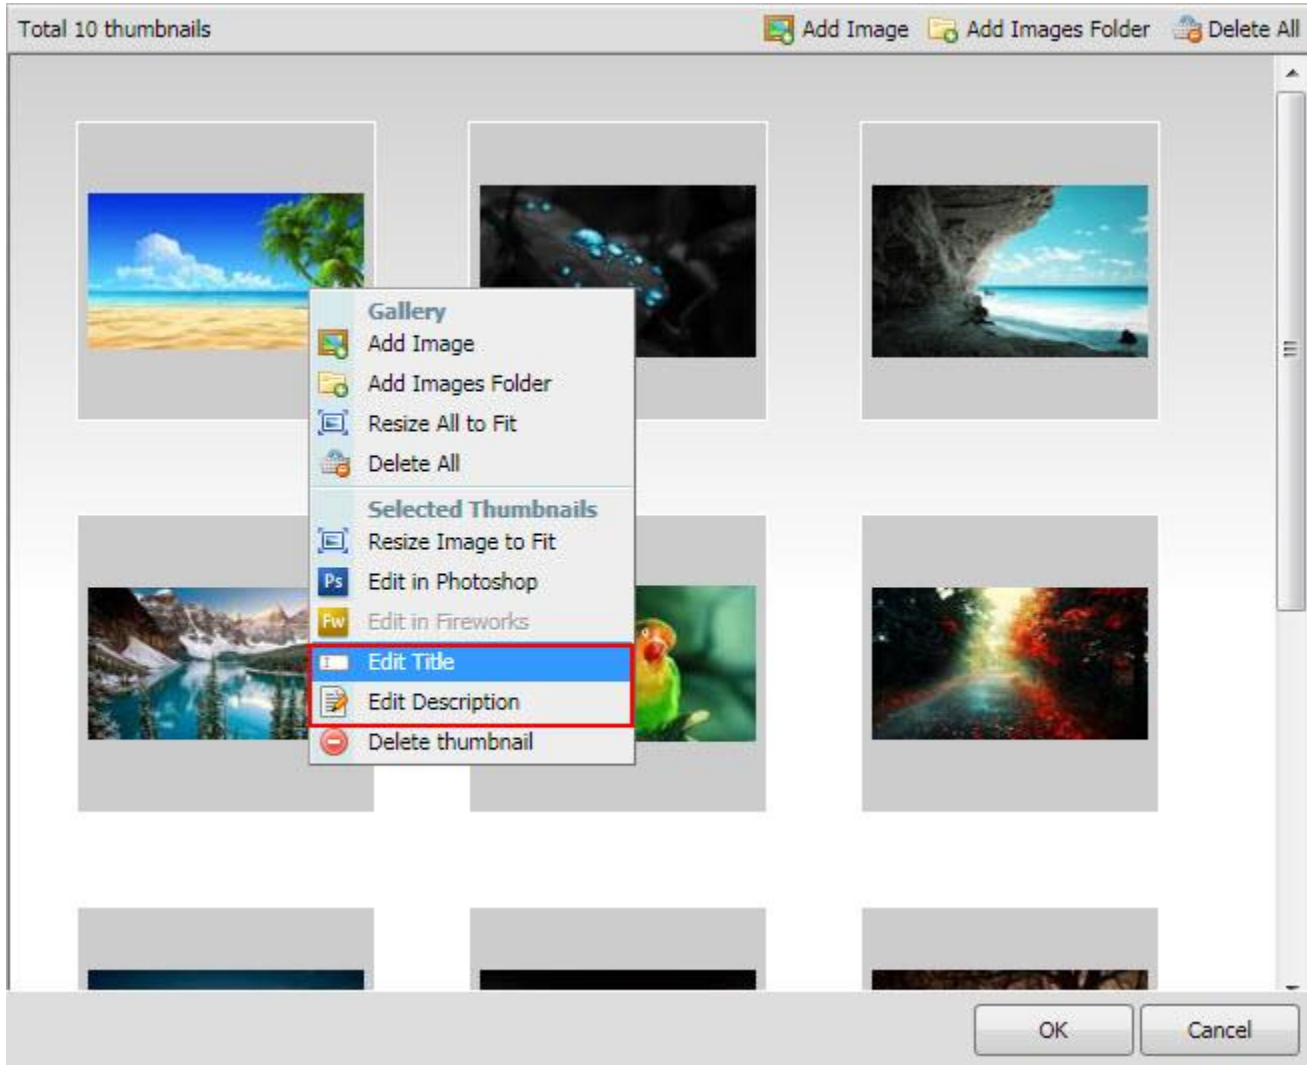 Total 10 thumbnails Add Image Add Images Folder Delete All
Gallery
Add Image
Add Images Folder
Resize All to Fit
Delete All
Selected Thumbnails
Resize Image to Fit
Ps Edit in Photoshop
Fw Edit in Fireworks
Edit Title
Edit Description
Delete thumbnail
OK Cancel